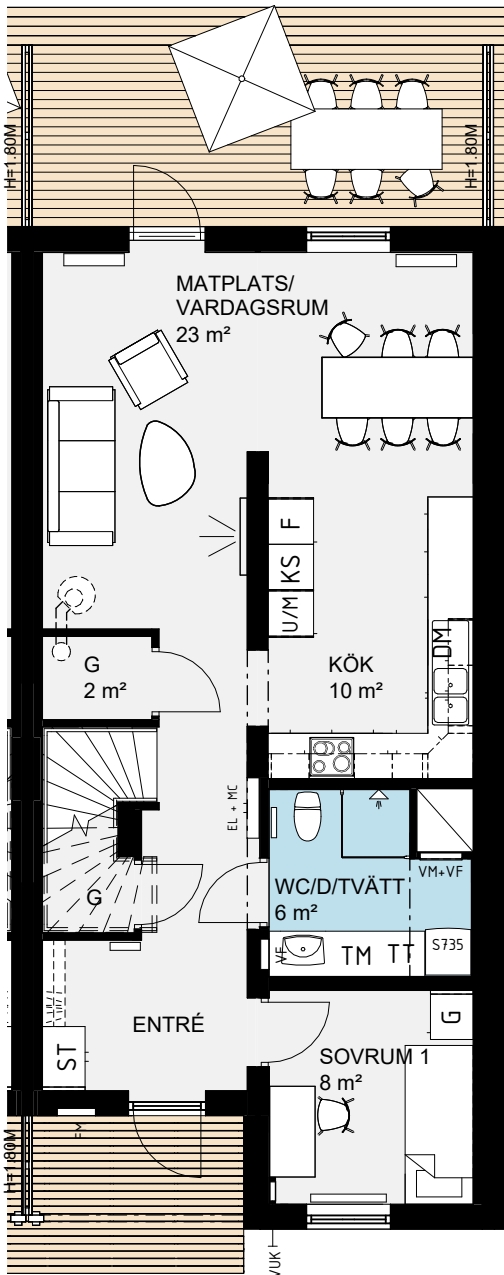 H=1.80M
H=1.80M
MATPLATS/
VARDAGSRUM
23 m²
F
KS
U/M
DM
G
2 m²
KÖK
10 m²
EL + MC
G
WC/D/TVÄTT
6 m²
VM+VF
VF
TM
TT
S735
ENTRÉ
ST
G
SOVRUM 1
8 m²
H=1.80M
VUK